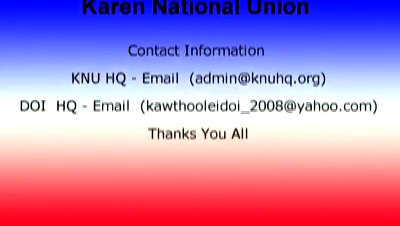 Karen National Union
Contact Information
KNU HQ - Email (admin@knuhq.org)
DOI HQ - Email (kawthooleidoi_2008@yahoo.com)
Thanks You All